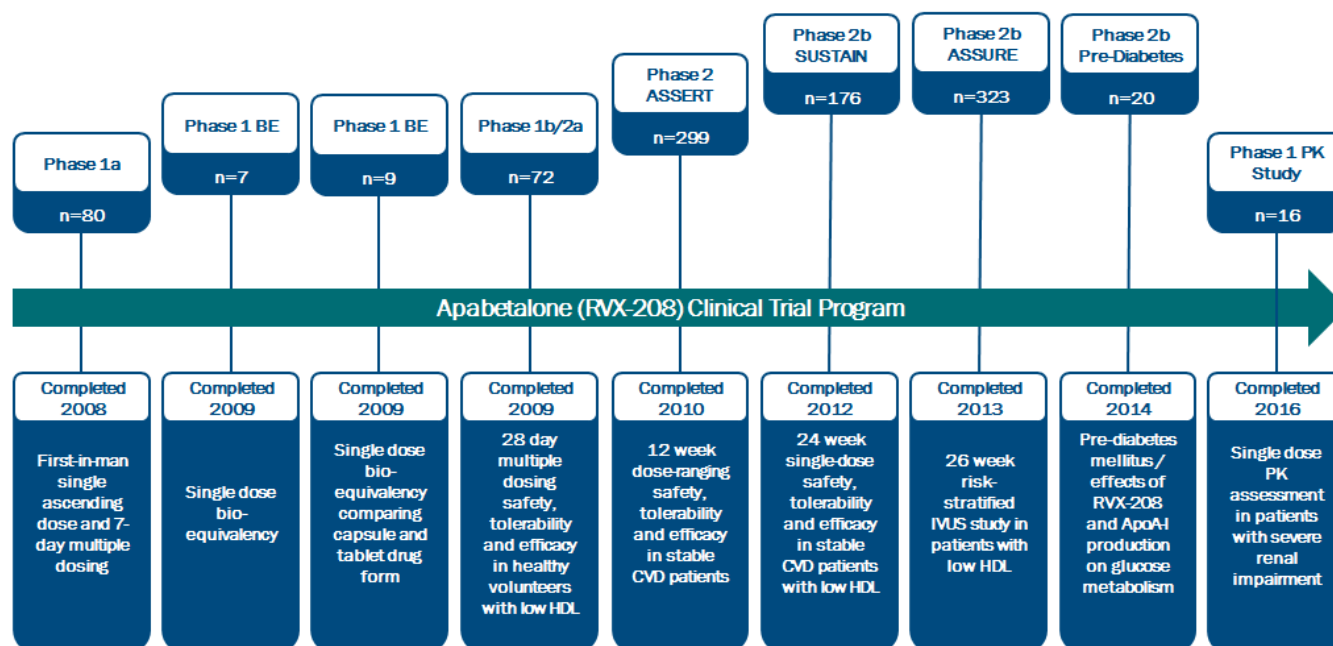 Phase 1a
n=80
Phase 1 BE
n=7
Phase 1 BE
n=9
Phase 1b/2a
n=72
Phase 2
ASSERT
n=299
Phase 2b
SUSTAIN
n=176
Phase 2b
ASSURE
n=323
Phase 2b
Pre-Diabetes
n=20
Phase 1 PK
Study
n=16
Apabetalone (RVX-208) Clinical Trial Program
Completed
2008
First-in-man
single
ascending
dose and 7-
day multiple
dosing
Completed
2009
Single dose
bio-
equivalency
Completed
2009
Single dose
bio-
equivalency
comparing
capsule and
tablet drug
form
Completed
2009
28 day
multiple
dosing
safety,
tolerability
and efficacy
in healthy
volunteers
with low HDL
Completed
2010
12 week
dose-ranging
safety,
tolerability
and efficacy
in stable
CVD patients
Completed
2012
24 week
single-dose
safety,
tolerability
and efficacy
in stable
CVD patients
with low HDL
Completed
2013
26 week
risk-
stratified
IVUS study in
patients with
low HDL
Completed
2014
Pre-diabetes
mellitus /
effects of
RVX-208
and ApoA-I
production
on glucose
metabolism
Completed
2016
Single dose
PK
assessment
in patients
with severe
renal
impairment